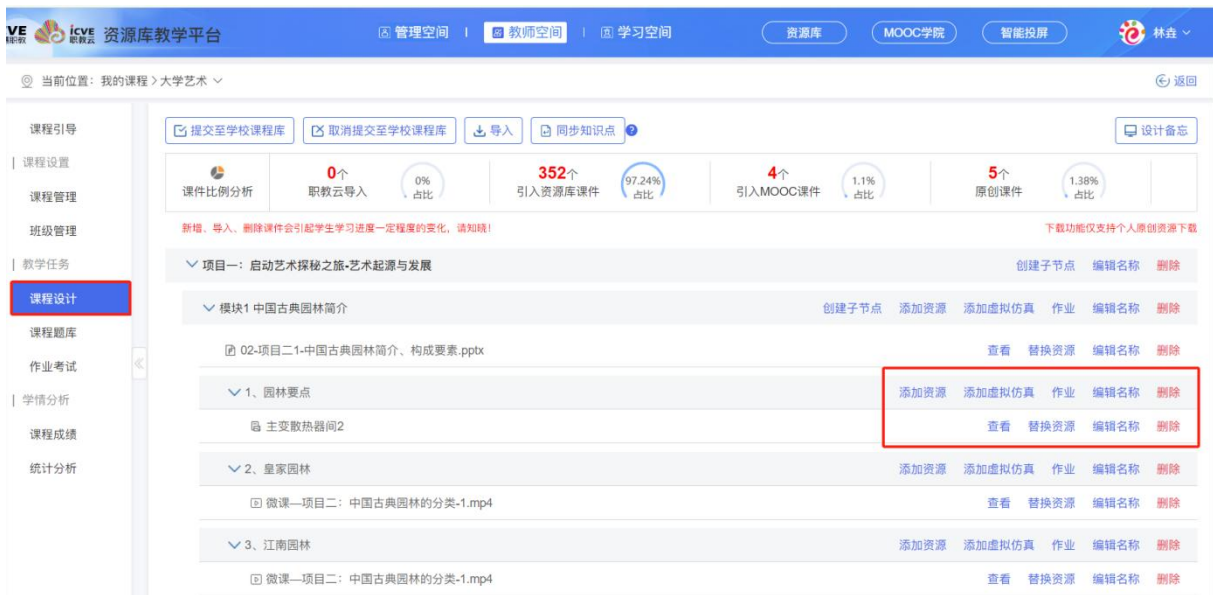 VE 职教 icve 职教云 资源库教学平台 管理空间 教师空间 学习空间 资源库 MOOC学院 智能投屏 林垚
当前位置：我的课程 > 大学艺术 返回
课程引导
课程设置
课程管理
班级管理
教学任务
课程设计
课程题库
作业考试
学情分析
课程成绩
统计分析
提交至学校课程库 取消提交至学校课程库 导入 同步知识点 ? 设计备忘
课件比例分析
0个 职教云导入 0% 占比
352个 引入资源库课件 97.24% 占比
4个 引入MOOC课件 1.1% 占比
5个 原创课件 1.38% 占比
新增、导入、删除课件会引起学生学习进度一定程度的变化，请知晓！ 下载功能仅支持个人原创资源下载
项目一：启动艺术探秘之旅-艺术起源与发展 创建子节点 编辑名称 删除
模块1 中国古典园林简介 创建子节点 添加资源 添加虚拟仿真 作业 编辑名称 删除
02-项目二1-中国古典园林简介、构成要素.pptx 查看 替换资源 编辑名称 删除
1、园林要点 添加资源 添加虚拟仿真 作业 编辑名称 删除
主变散热器间2 查看 替换资源 编辑名称 删除
2、皇家园林 添加资源 添加虚拟仿真 作业 编辑名称 删除
微课—项目二：中国古典园林的分类-1.mp4 查看 替换资源 编辑名称 删除
3、江南园林 添加资源 添加虚拟仿真 作业 编辑名称 删除
微课—项目二：中国古典园林的分类-1.mp4 查看 替换资源 编辑名称 删除